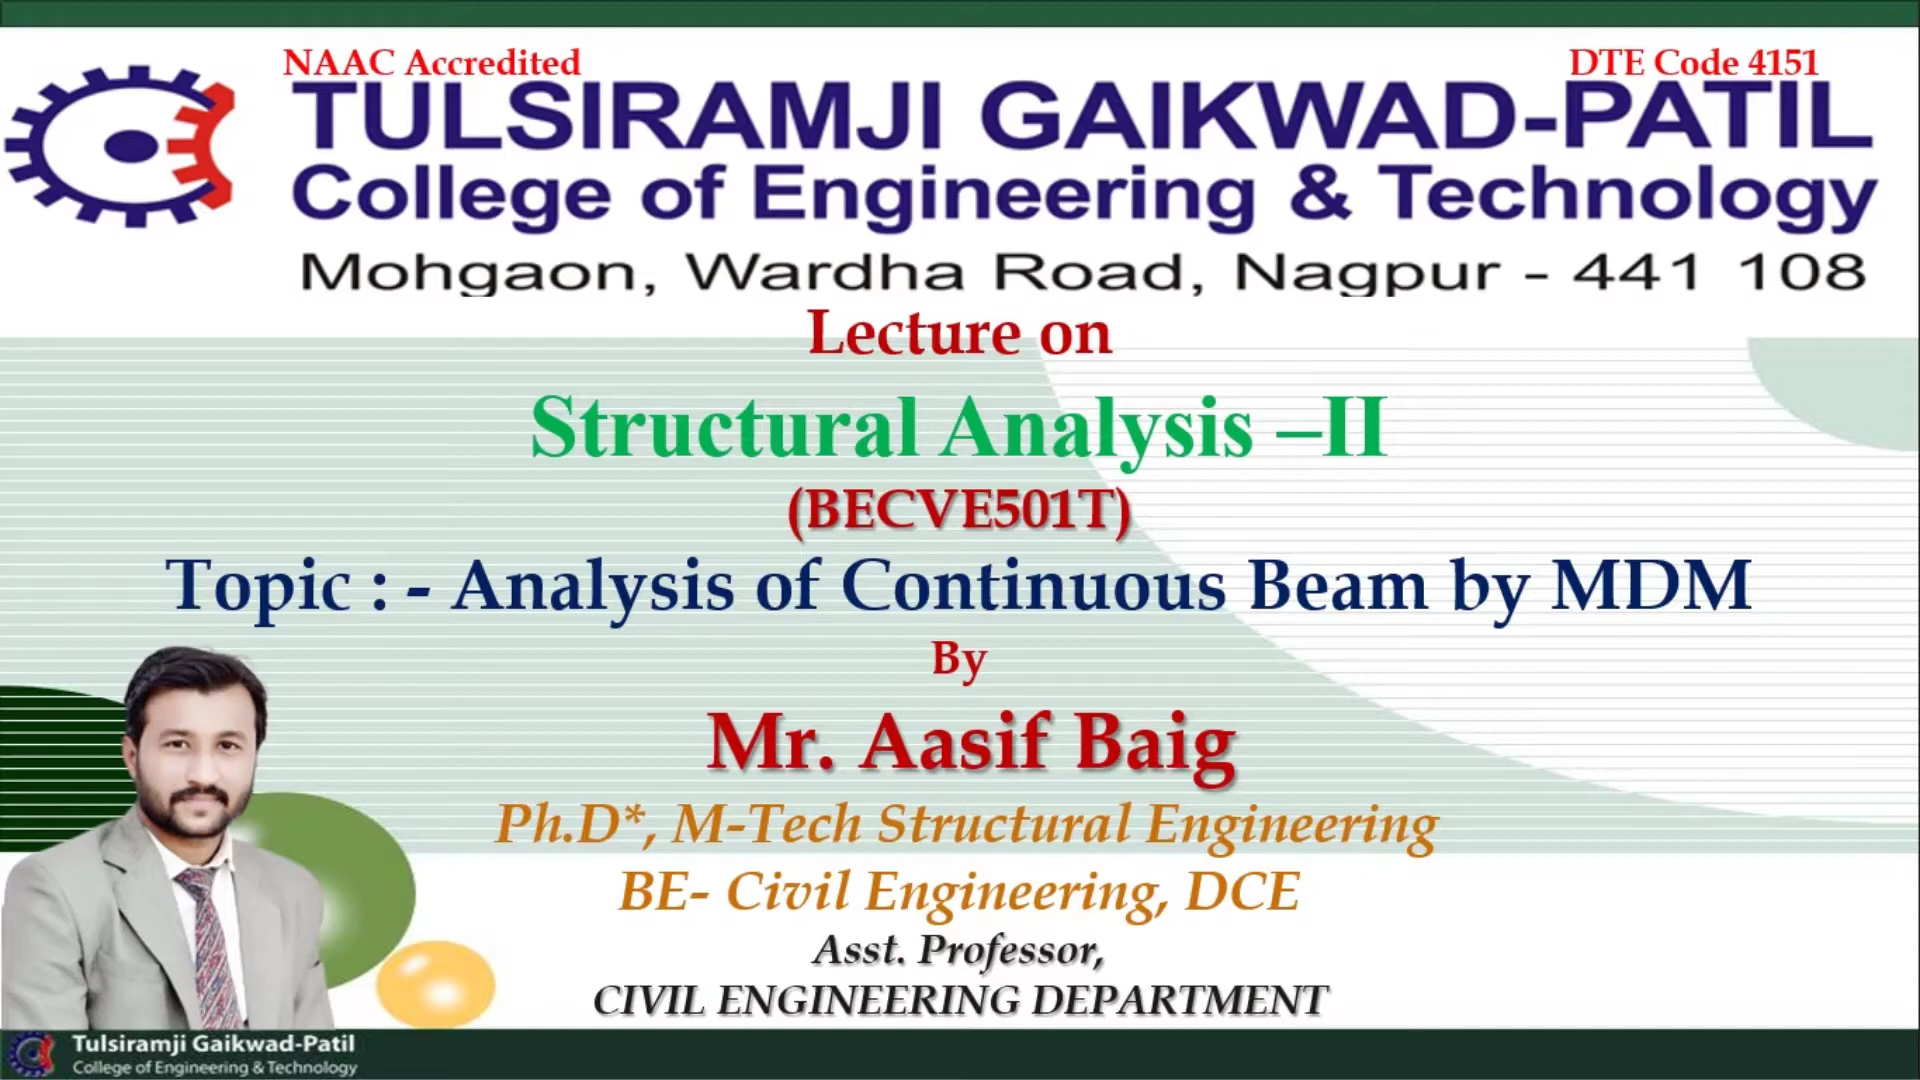 NAAC Accredited
DTE Code 4151
TULSIRAMJI GAIKWAD-PATIL
College of Engineering & Technology
Mohgaon, Wardha Road, Nagpur - 441 108
Lecture on
Structural Analysis –II
(BECVE501T)
Topic : - Analysis of Continuous Beam by MDM
By
Mr. Aasif Baig
Ph.D*, M-Tech Structural Engineering
BE- Civil Engineering, DCE
Asst. Professor,
CIVIL ENGINEERING DEPARTMENT
Tulsiramji Gaikwad-Patil
College of Engineering & Technology